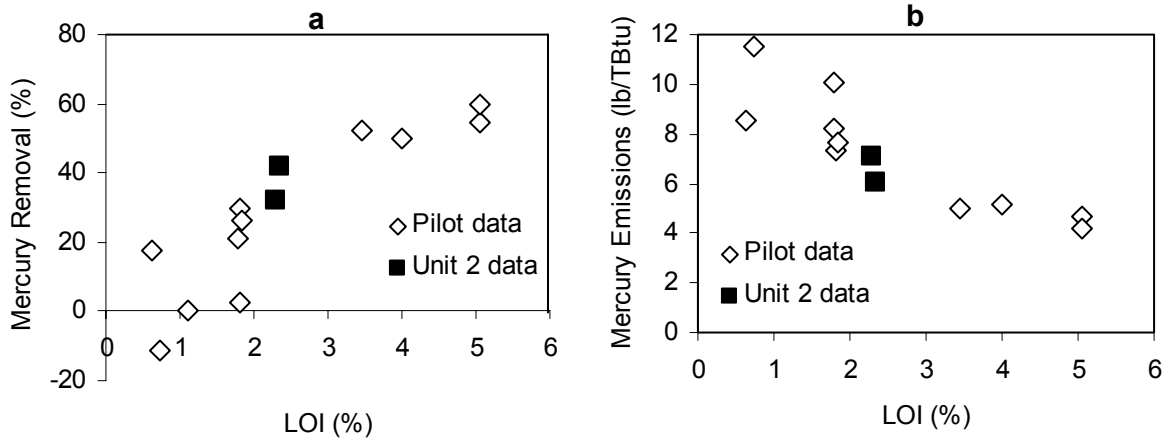 a
Mercury Removal (%)
80
60
40
20
0
-20
0 1 2 3 4 5 6
LOI (%)
Pilot data
Unit 2 data
b
Mercury Emissions (lb/TBtu)
12
10
8
6
4
2
0
0 1 2 3 4 5 6
LOI (%)
Pilot data
Unit 2 data